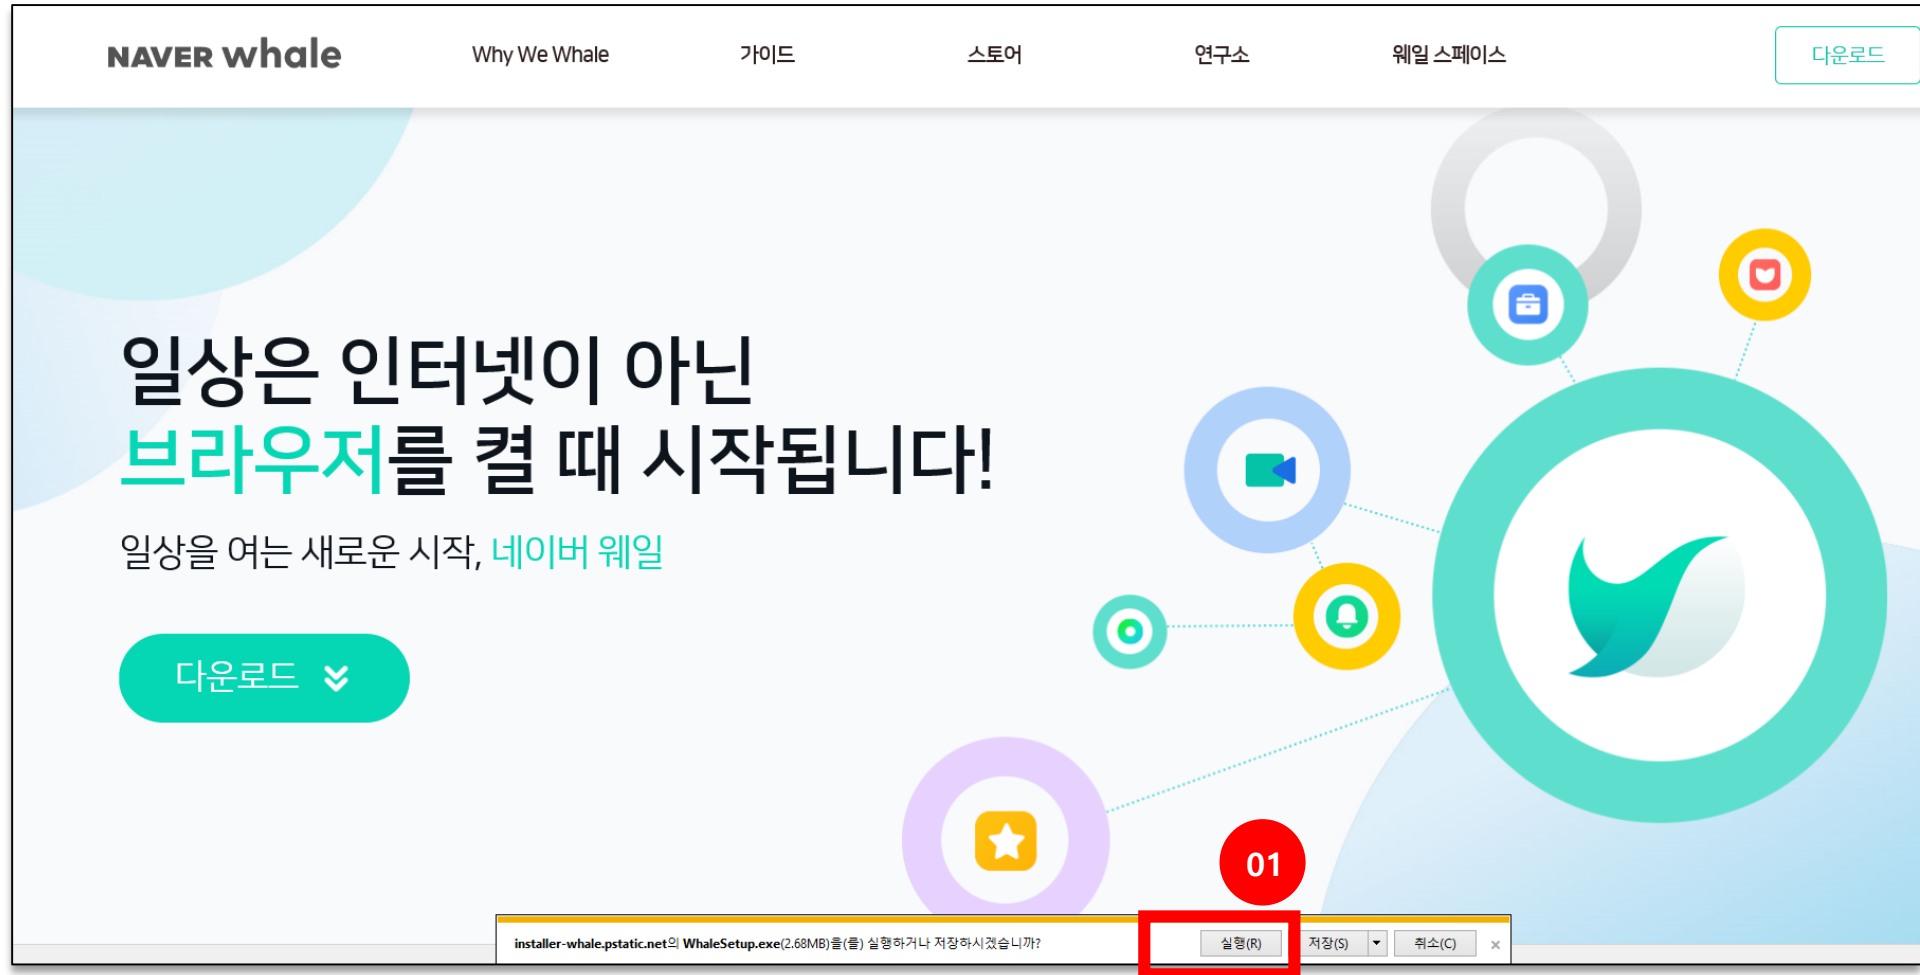 NAVER whale
Why We Whale
가이드
스토어
연구소
웨일 스페이스
다운로드
일상은 인터넷이 아닌
브라우저를 켤 때 시작됩니다!
일상을 여는 새로운 시작, 네이버 웨일
다운로드
01
installer-whale.pstatic.net의 WhaleSetup.exe(2.68MB)을(를) 실행하거나 저장하시겠습니까?
실행(R)
저장(S)
취소(C)
×